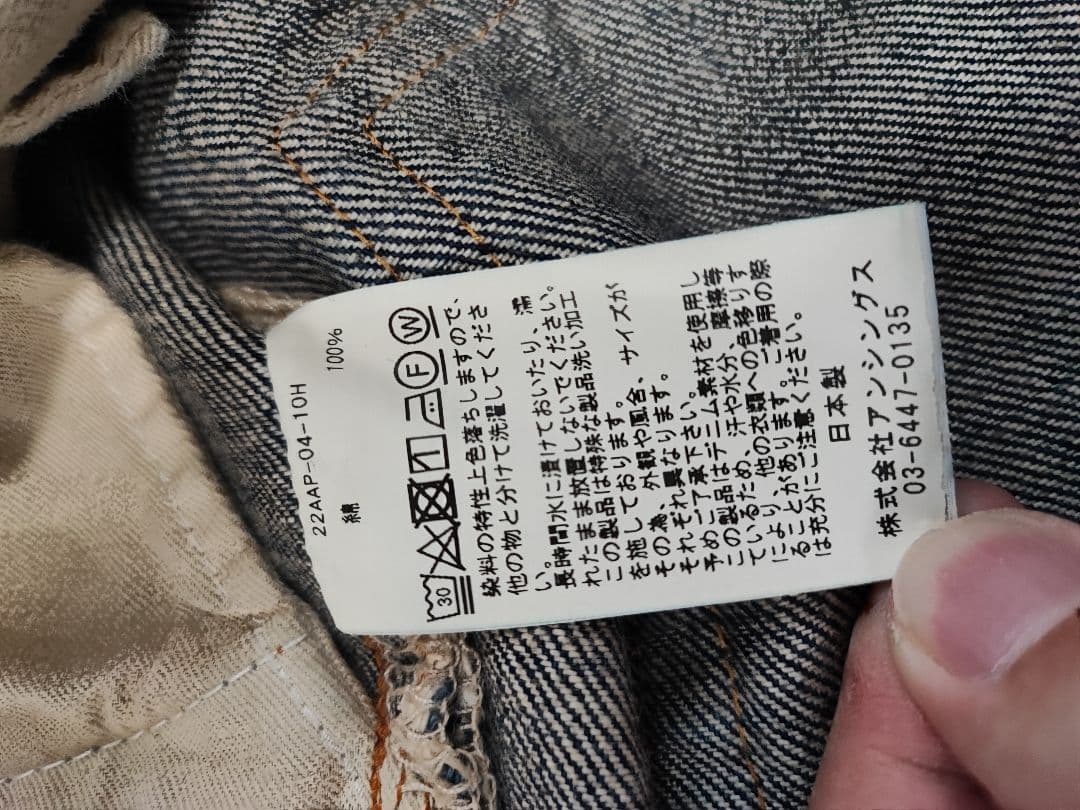 22AAP-04-10H
綿 100%
30 F W
染料の特性上色落ちしますので、
他の物と分けて洗濯してくださ
い。
長時間水に漬けておいたり、濡
れたまま放置しないでください。
この製品は特殊な製品洗い加工
を施しております。
その為、外観や風合、サイズが
それぞれ異なります。
予めご了承下さい。
この製品はデニム素材を使用し
ているため、汗や水分、摩擦等
により、他の衣類への色移りす
ることがあります。ご着用の際
は充分にご注意ください。
日本製
株式会社アンシングス
03-6447-0135